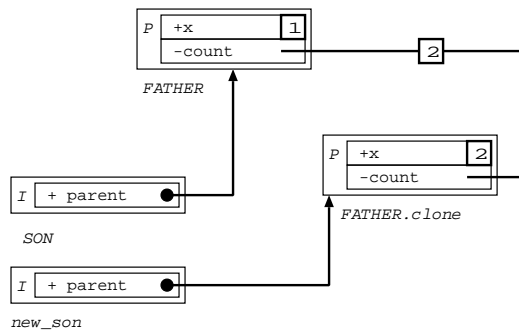 P +x 1
-count 2
FATHER
P +x 2
-count
FATHER.clone
I + parent
SON
I + parent
new_son